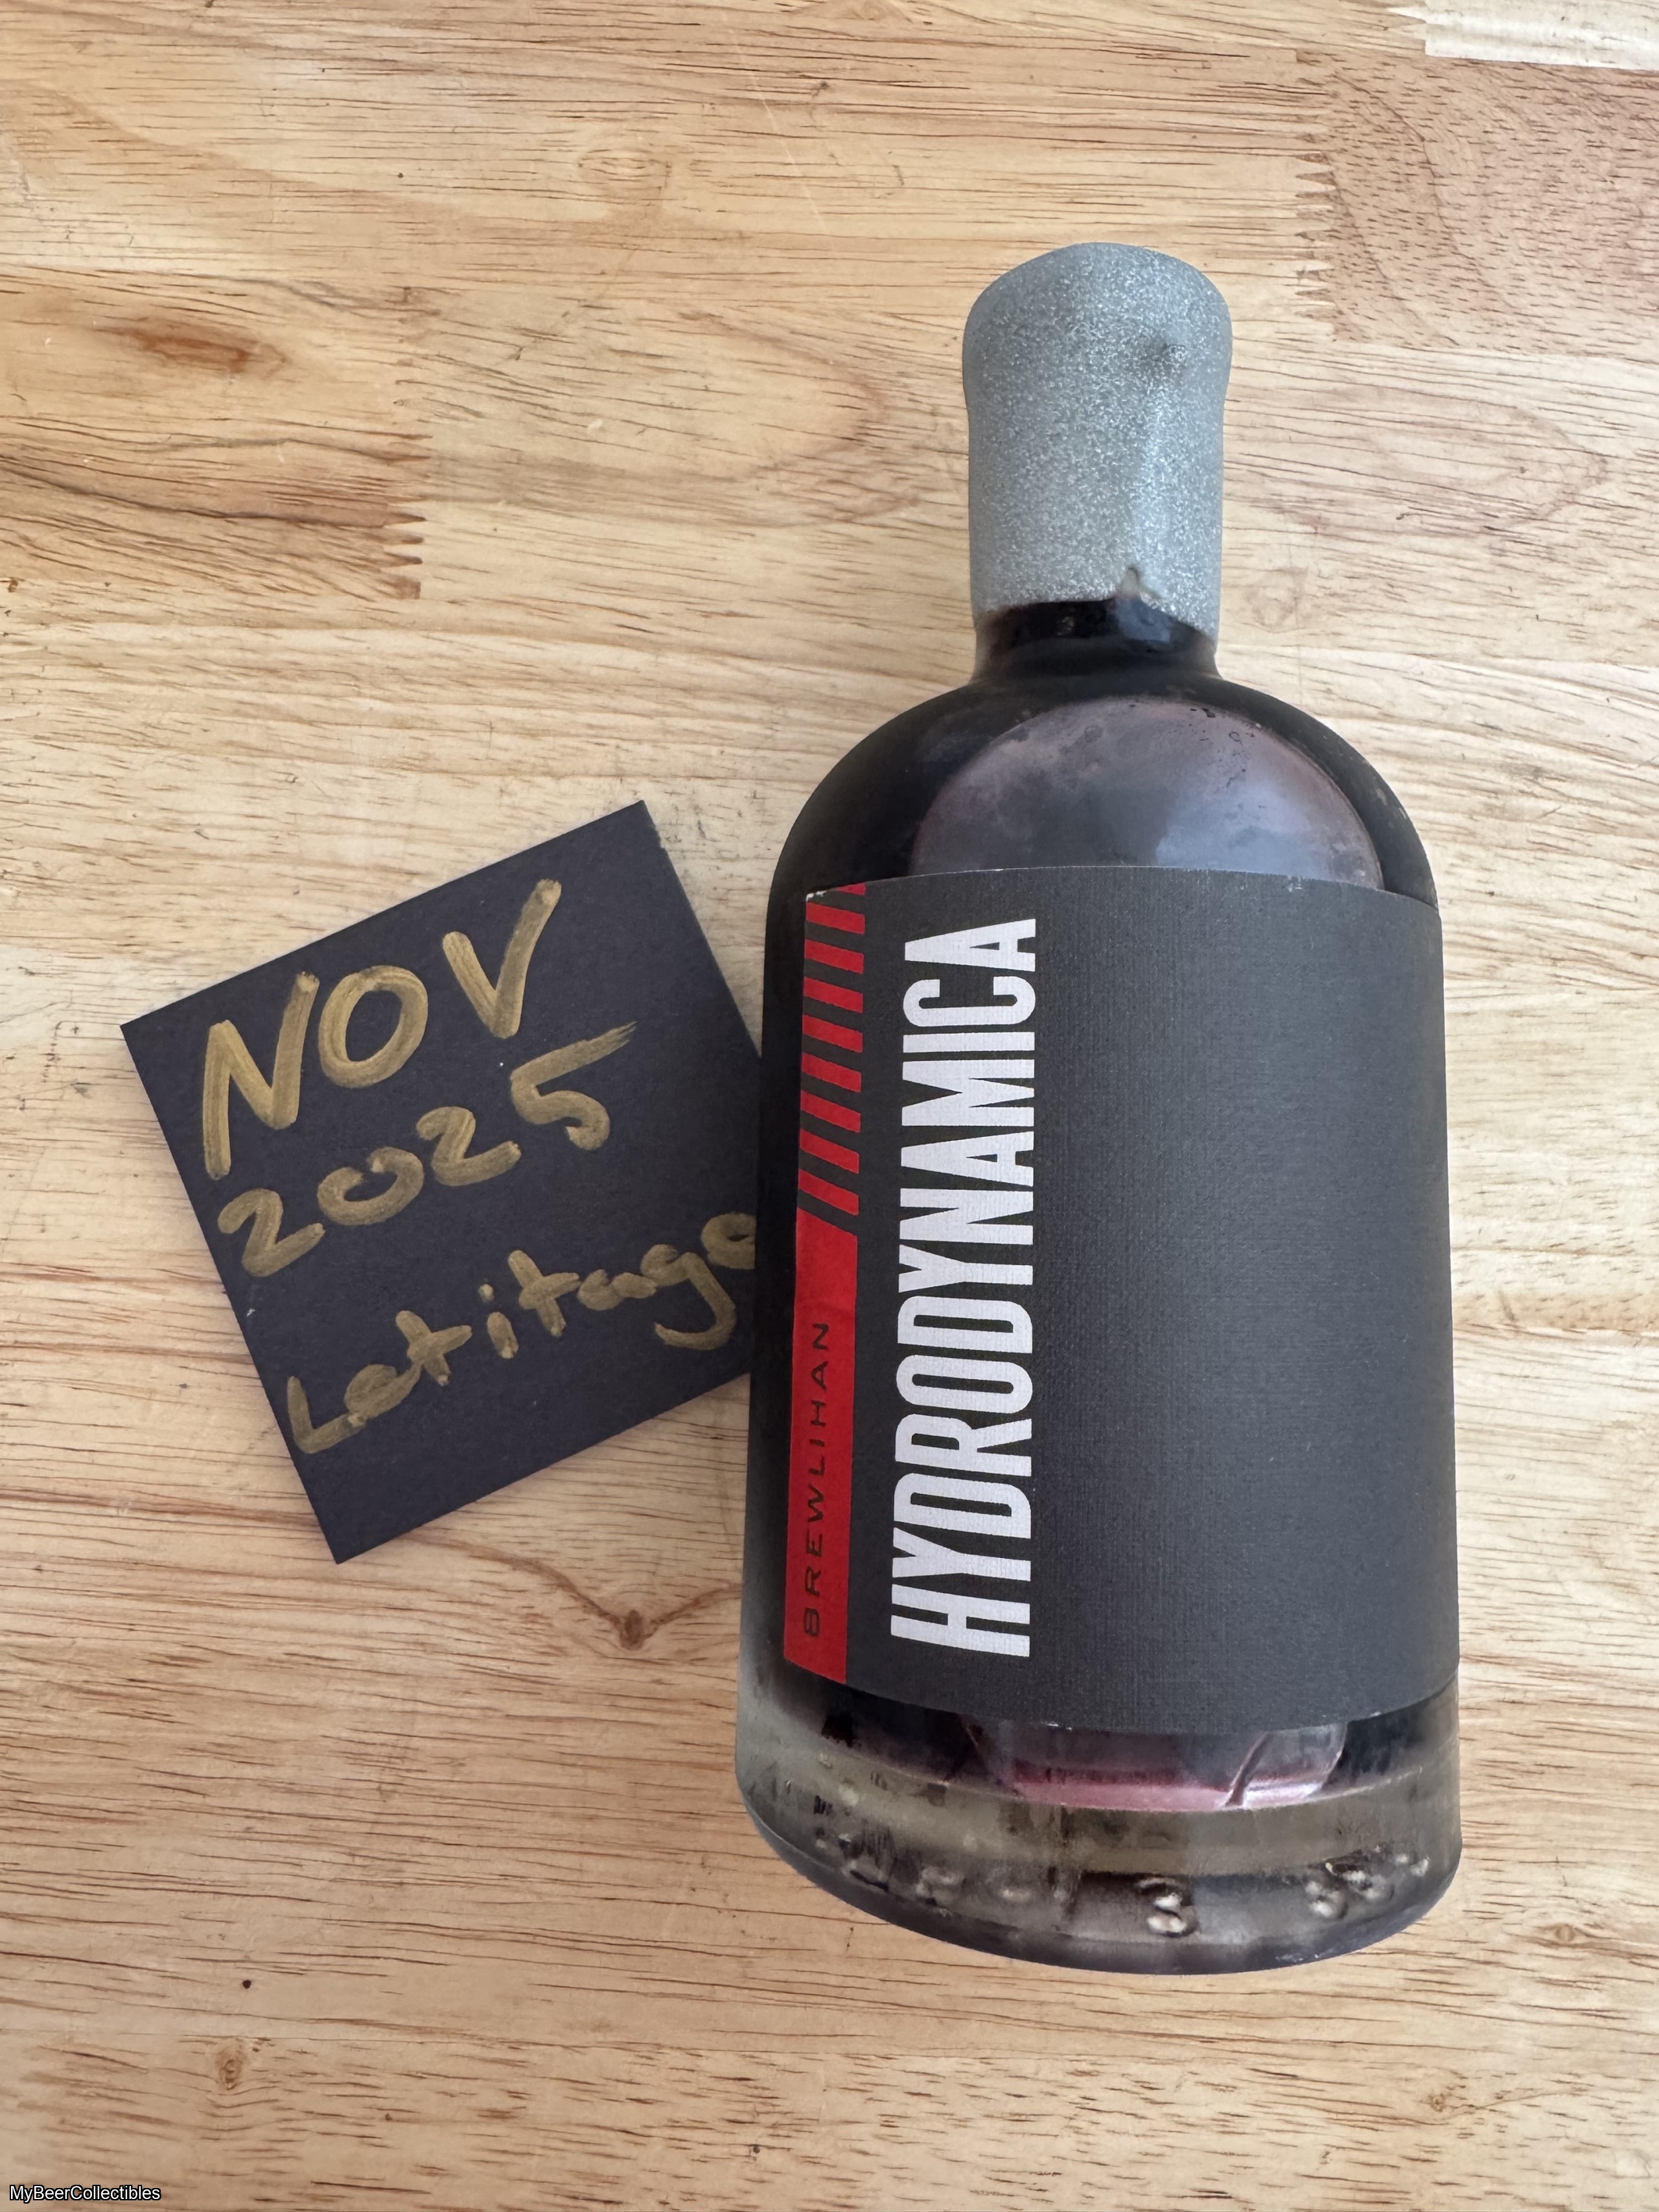 NOV
2025
Letitago
BREWLIHAN
HYDRODYNAMICA
MyBeerCollectibles